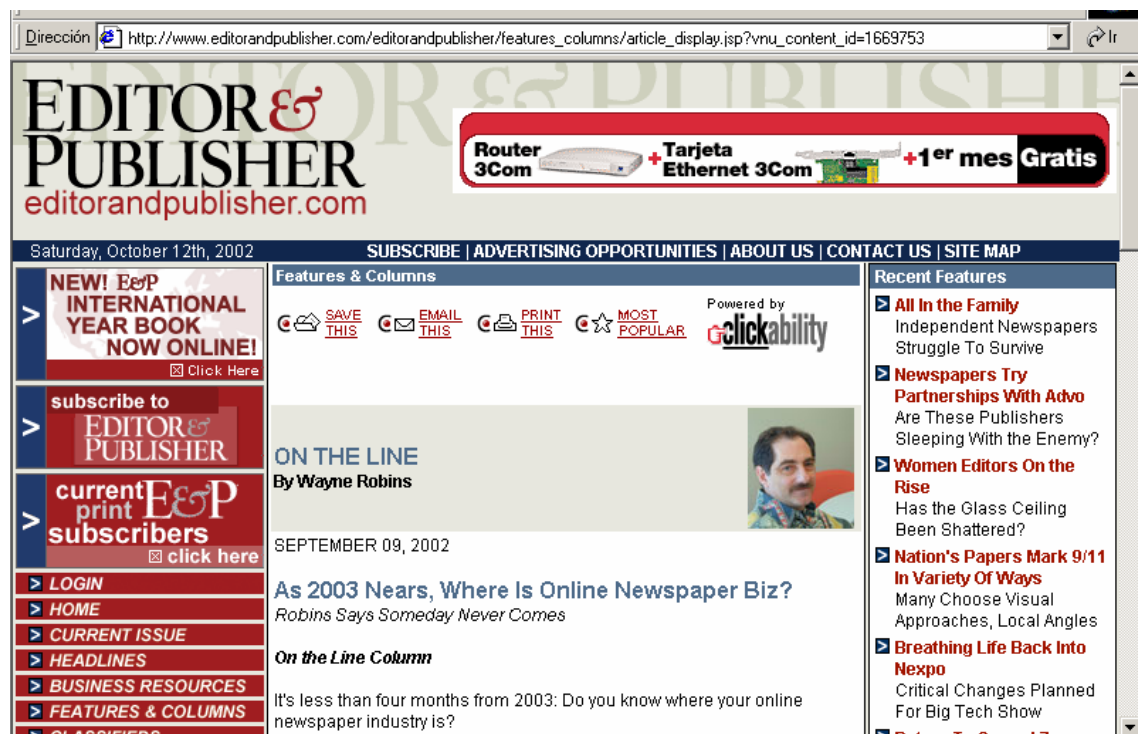 Dirección http://www.editorandpublisher.com/editorandpublisher/features_columns/article_display.jsp?vnu_content_id=1669753 Ir
EDITOR & PUBLISHER
EDITOR&
PUBLISHER
editorandpublisher.com
Router
3Com
+Tarjeta
Ethernet 3Com
+1er mes Gratis
Saturday, October 12th, 2002
SUBSCRIBE | ADVERTISING OPPORTUNITIES | ABOUT US | CONTACT US | SITE MAP
NEW! E&P
INTERNATIONAL
YEAR BOOK
NOW ONLINE!
Click Here
subscribe to
EDITOR&
PUBLISHER
current E&P
print
subscribers
click here
LOGIN
HOME
CURRENT ISSUE
HEADLINES
BUSINESS RESOURCES
FEATURES & COLUMNS
CLASSIFIEDS
Features & Columns
SAVE
THIS
EMAIL
THIS
PRINT
THIS
MOST
POPULAR
Powered by
clickability
ON THE LINE
By Wayne Robins
SEPTEMBER 09, 2002
As 2003 Nears, Where Is Online Newspaper Biz?
Robins Says Someday Never Comes
On the Line Column
It's less than four months from 2003: Do you know where your online
newspaper industry is?
Recent Features
All In the Family
Independent Newspapers
Struggle To Survive
Newspapers Try
Partnerships With Advo
Are These Publishers
Sleeping With the Enemy?
Women Editors On the
Rise
Has the Glass Ceiling
Been Shattered?
Nation's Papers Mark 9/11
In Variety Of Ways
Many Choose Visual
Approaches, Local Angles
Breathing Life Back Into
Nexpo
Critical Changes Planned
For Big Tech Show